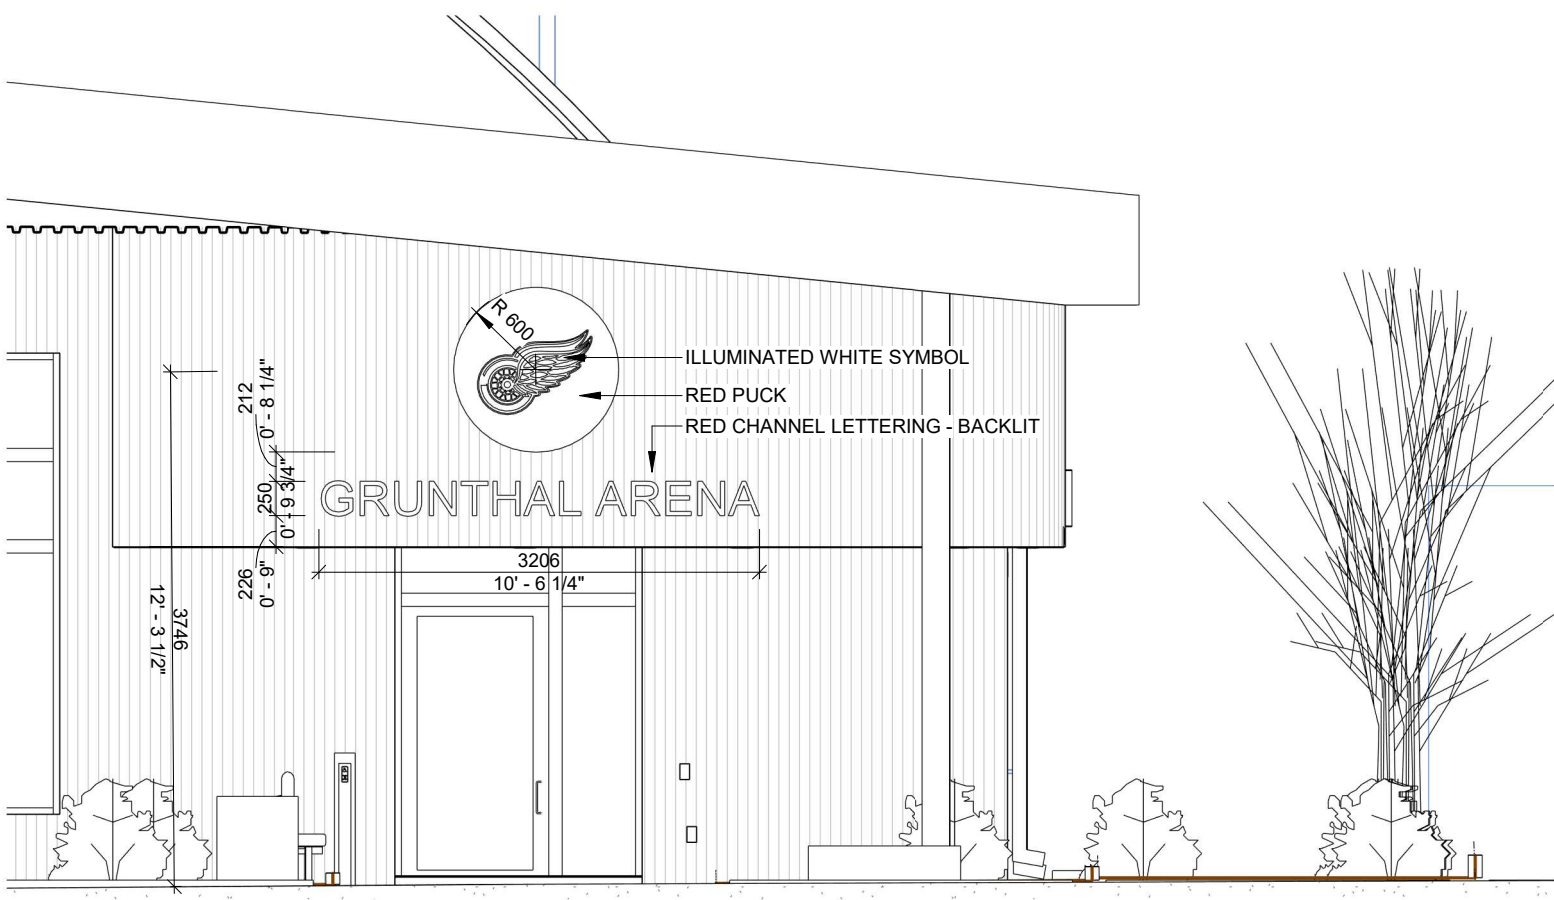 R 600
ILLUMINATED WHITE SYMBOL
RED PUCK
RED CHANNEL LETTERING - BACKLIT
212
0' - 8 1/4"
250
0' - 9 3/4"
GRUNTHAL ARENA
226
0' - 9"
3206
10' - 6 1/4"
3746
12' - 3 1/2"